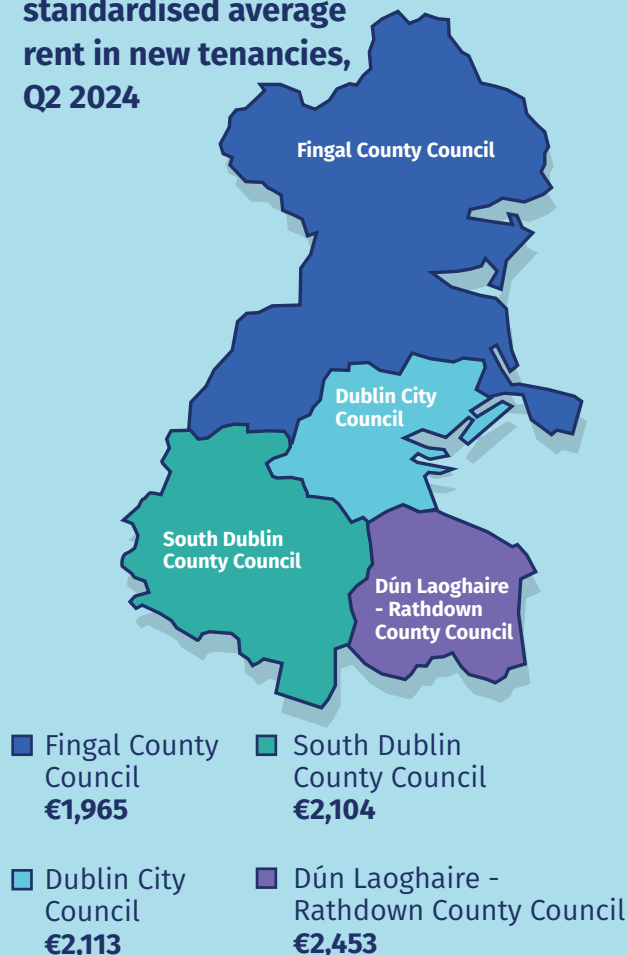 standardised average
rent in new tenancies,
Q2 2024
Fingal County Council
Dublin City
Council
South Dublin
County Council
Dún Laoghaire
- Rathdown
County Council
Fingal County
Council
€1,965
South Dublin
County Council
€2,104
Dublin City
Council
€2,113
Dún Laoghaire -
Rathdown County Council
€2,453